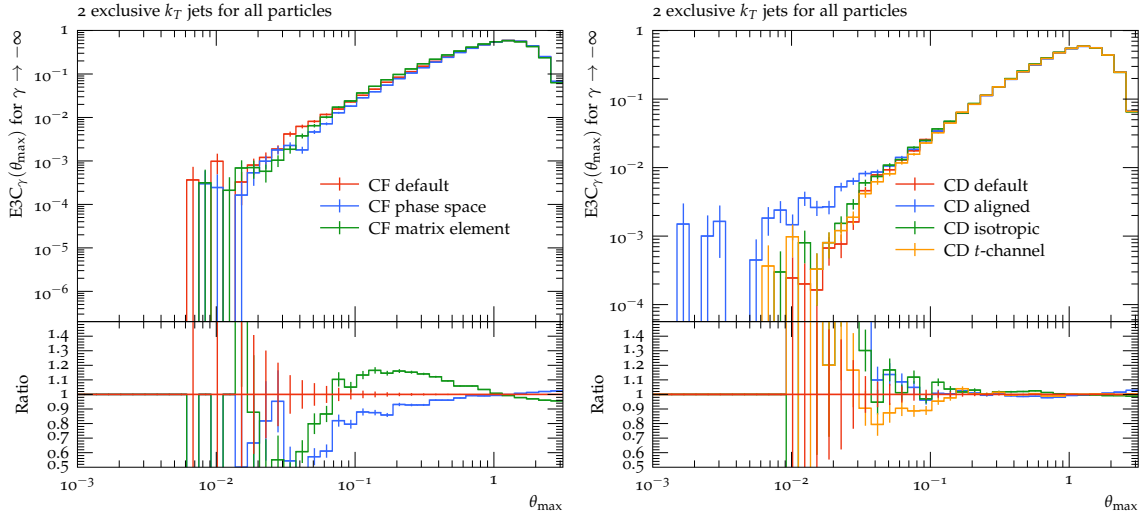 2 exclusive k_T jets for all particles
E3C_γ(θ_max) for γ → −∞
1
10^−1
10^−2
10^−3
10^−4
10^−5
10^−6
CF default
CF phase space
CF matrix element
Ratio
1.4
1.3
1.2
1.1
1.0
0.9
0.8
0.7
0.6
0.5
10^−3
10^−2
10^−1
1
θ_max
2 exclusive k_T jets for all particles
E3C_γ(θ_max) for γ → −∞
1
10^−1
10^−2
10^−3
10^−4
CD default
CD aligned
CD isotropic
CD t-channel
Ratio
1.4
1.3
1.2
1.1
1.0
0.9
0.8
0.7
0.6
0.5
10^−3
10^−2
10^−1
1
θ_max